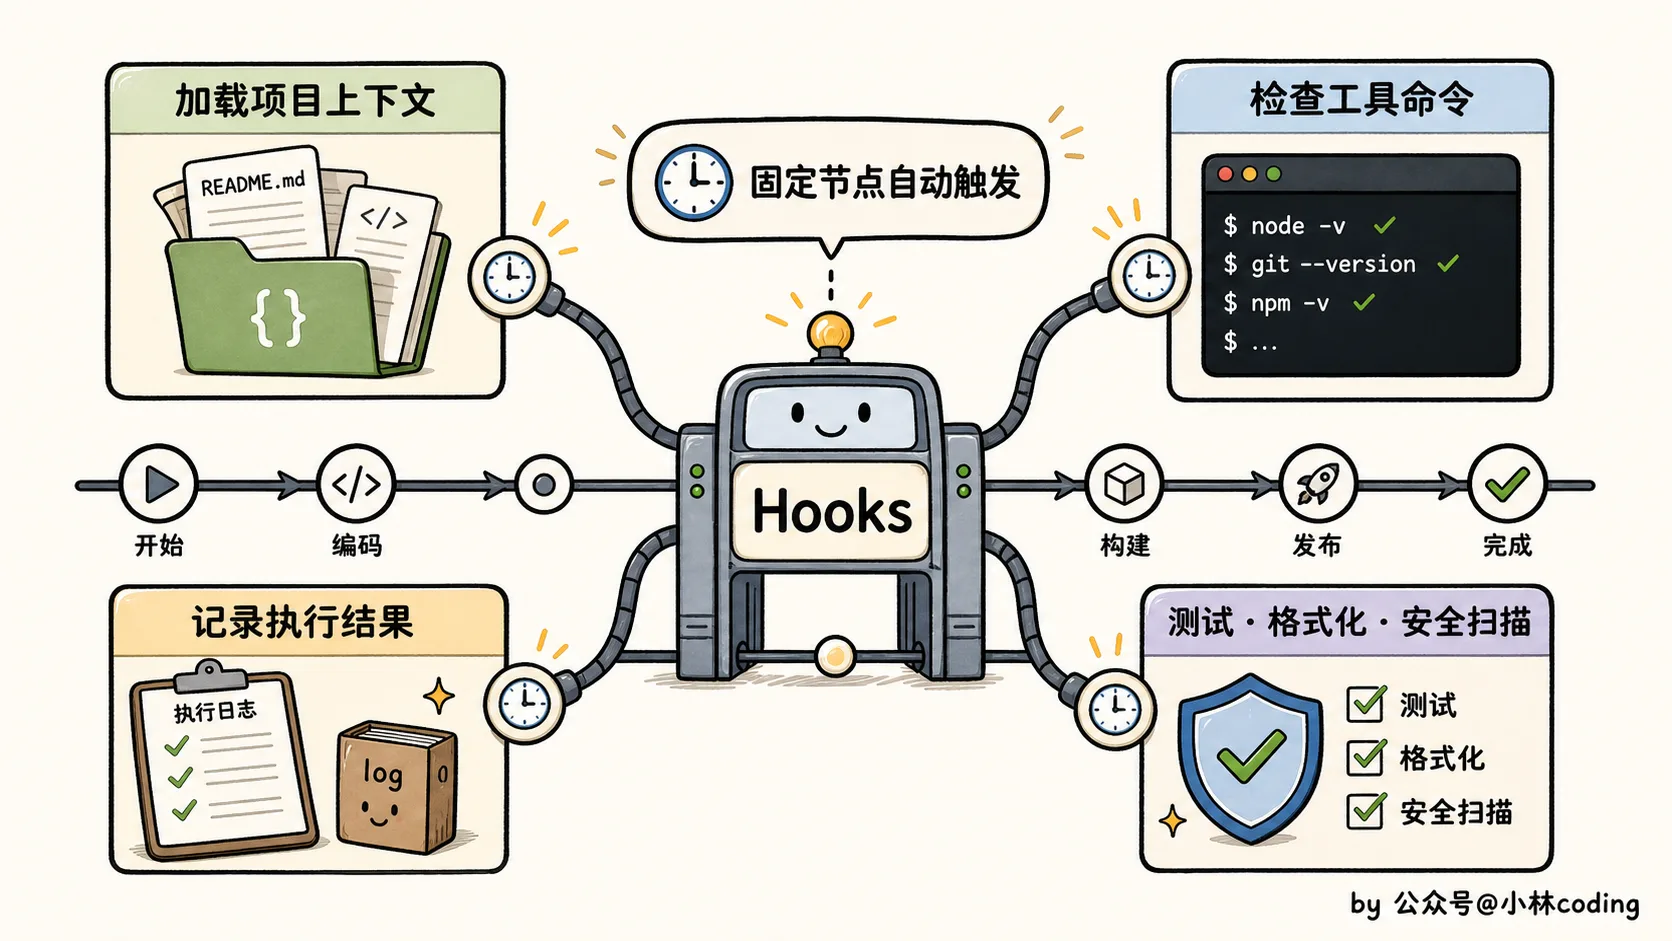 加载项目上下文
README.md
</>
{}
固定节点自动触发
检查工具命令
$ node -v
$ git --version
$ npm -v
$ ...
Hooks
开始
</>
编码
构建
发布
完成
记录执行结果
执行日志
log
测试·格式化·安全扫描
测试
格式化
安全扫描
by 公众号@小林coding